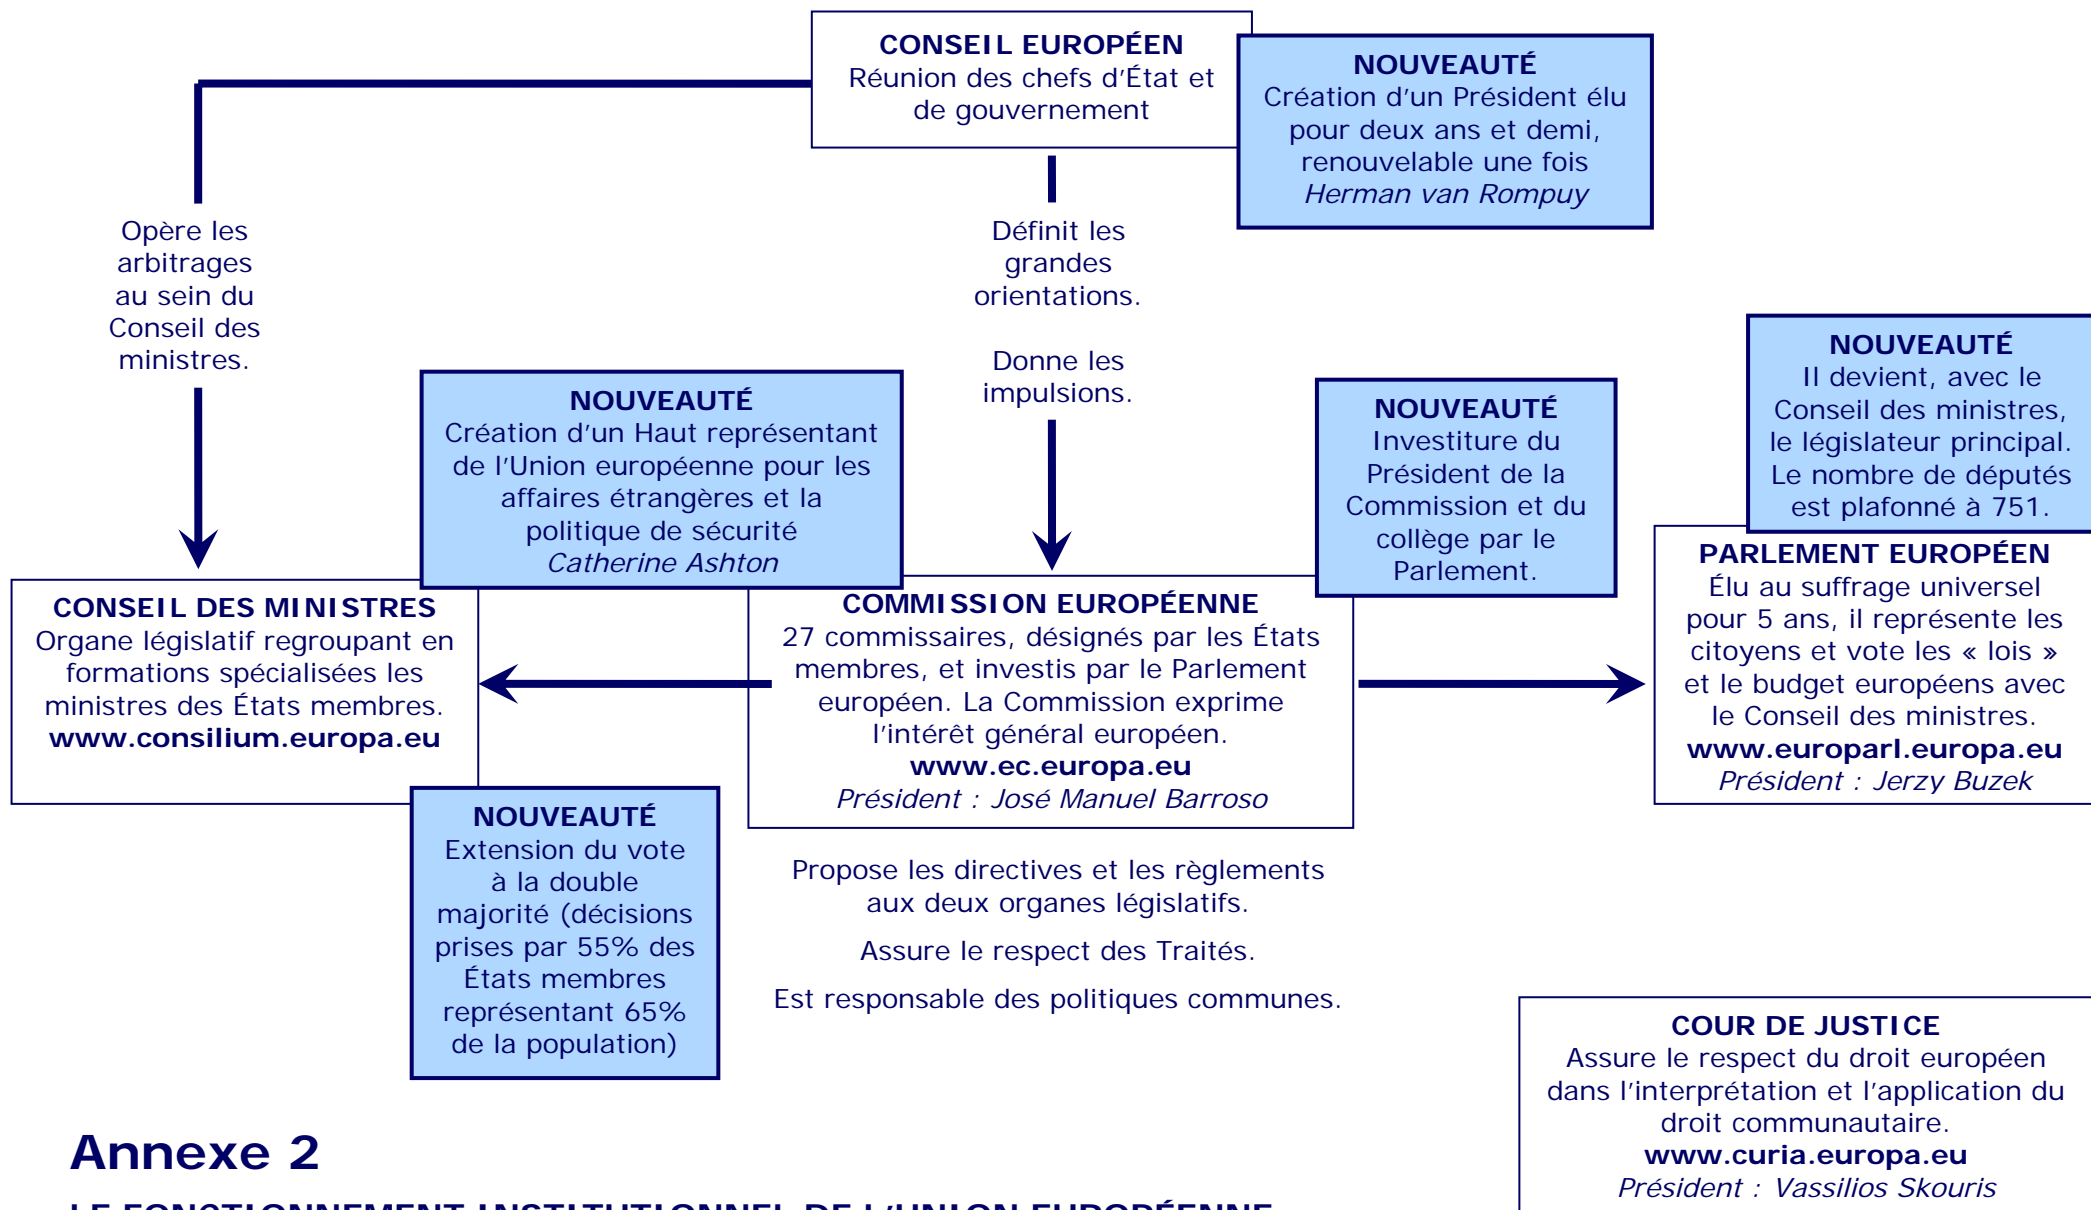 CONSEIL EUROPÉEN
Réunion des chefs d'État et
de gouvernement
NOUVEAUTÉ
Création d'un Président élu
pour deux ans et demi,
renouvelable une fois
Herman van Rompuy
Opère les
arbitrages
au sein du
Conseil des
ministres.
Définit les
grandes
orientations.
Donne les
impulsions.
NOUVEAUTÉ
Création d'un Haut représentant
de l'Union européenne pour les
affaires étrangères et la
politique de sécurité
Catherine Ashton
NOUVEAUTÉ
Investiture du
Président de la
Commission et du
collège par le
Parlement.
NOUVEAUTÉ
Il devient, avec le
Conseil des ministres,
le législateur principal.
Le nombre de députés
est plafonné à 751.
CONSEIL DES MINISTRES
Organe législatif regroupant en
formations spécialisées les
ministres des États membres.
www.consilium.europa.eu
COMMISSION EUROPÉENNE
27 commissaires, désignés par les États
membres, et investis par le Parlement
européen. La Commission exprime
l'intérêt général européen.
www.ec.europa.eu
Président : José Manuel Barroso
PARLEMENT EUROPÉEN
Élu au suffrage universel
pour 5 ans, il représente les
citoyens et vote les « lois »
et le budget européens avec
le Conseil des ministres.
www.europarl.europa.eu
Président : Jerzy Buzek
NOUVEAUTÉ
Extension du vote
à la double
majorité (décisions
prises par 55% des
États membres
représentant 65%
de la population)
Propose les directives et les règlements
aux deux organes législatifs.
Assure le respect des Traités.
Est responsable des politiques communes.
COUR DE JUSTICE
Assure le respect du droit européen
dans l'interprétation et l'application du
droit communautaire.
www.curia.europa.eu
Président : Vassilios Skouris
Annexe 2
LE FONCTIONNEMENT INSTITUTIONNEL DE L'UNION EUROPÉENNE